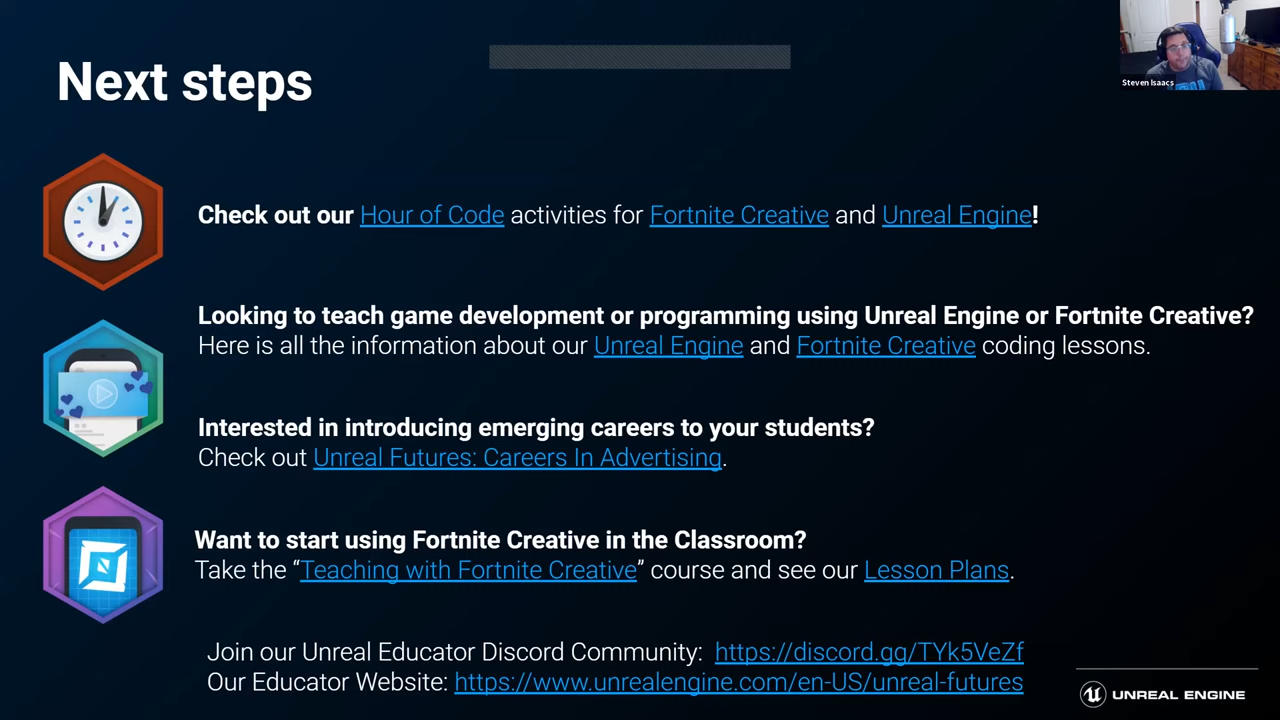 Next steps
Steven Isaacs
Check out our Hour of Code activities for Fortnite Creative and Unreal Engine!
Looking to teach game development or programming using Unreal Engine or Fortnite Creative?
Here is all the information about our Unreal Engine and Fortnite Creative coding lessons.
Interested in introducing emerging careers to your students?
Check out Unreal Futures: Careers In Advertising.
Want to start using Fortnite Creative in the Classroom?
Take the “Teaching with Fortnite Creative” course and see our Lesson Plans.
Join our Unreal Educator Discord Community: https://discord.gg/TYk5VeZf
Our Educator Website: https://www.unrealengine.com/en-US/unreal-futures
UNREAL ENGINE